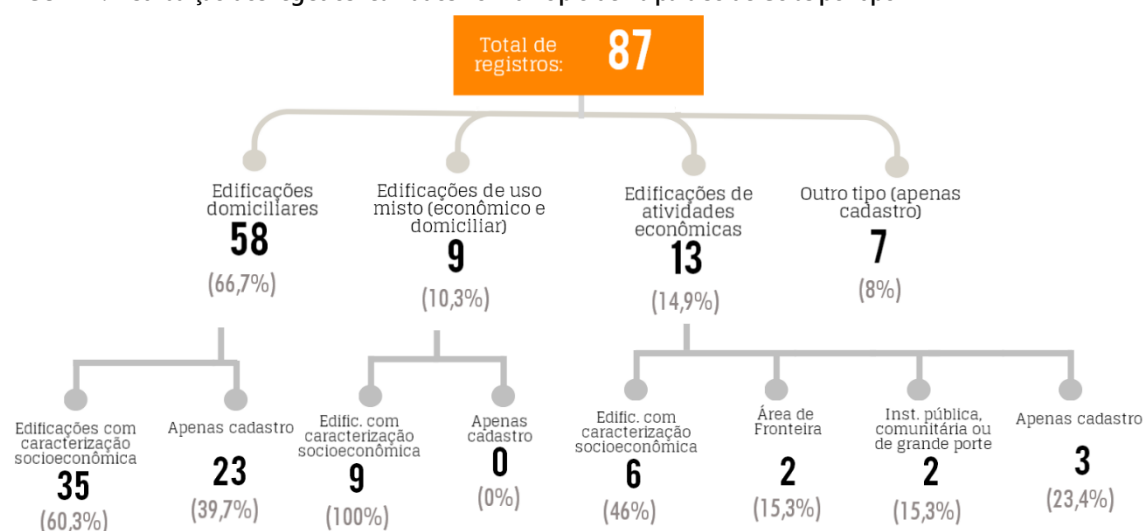 Total de
registros:
87
Edificações
domiciliares
58
(66,7%)
Edificações de uso
misto (econômico e
domiciliar)
9
(10,3%)
Edificações de
atividades
econômicas
13
(14,9%)
Outro tipo (apenas
cadastro)
7
(8%)
Edificações com
caracterização
socioeconômica
35
(60,3%)
Apenas cadastro
23
(39,7%)
Edific. com
caracterização
socioeconômica
9
(100%)
Apenas
cadastro
0
(0%)
Edific. com
caracterização
socioeconômica
6
(46%)
Área de
Fronteira
2
(15,3%)
Inst. pública,
comunitária ou
de grande porte
2
(15,3%)
Apenas cadastro
3
(23,4%)